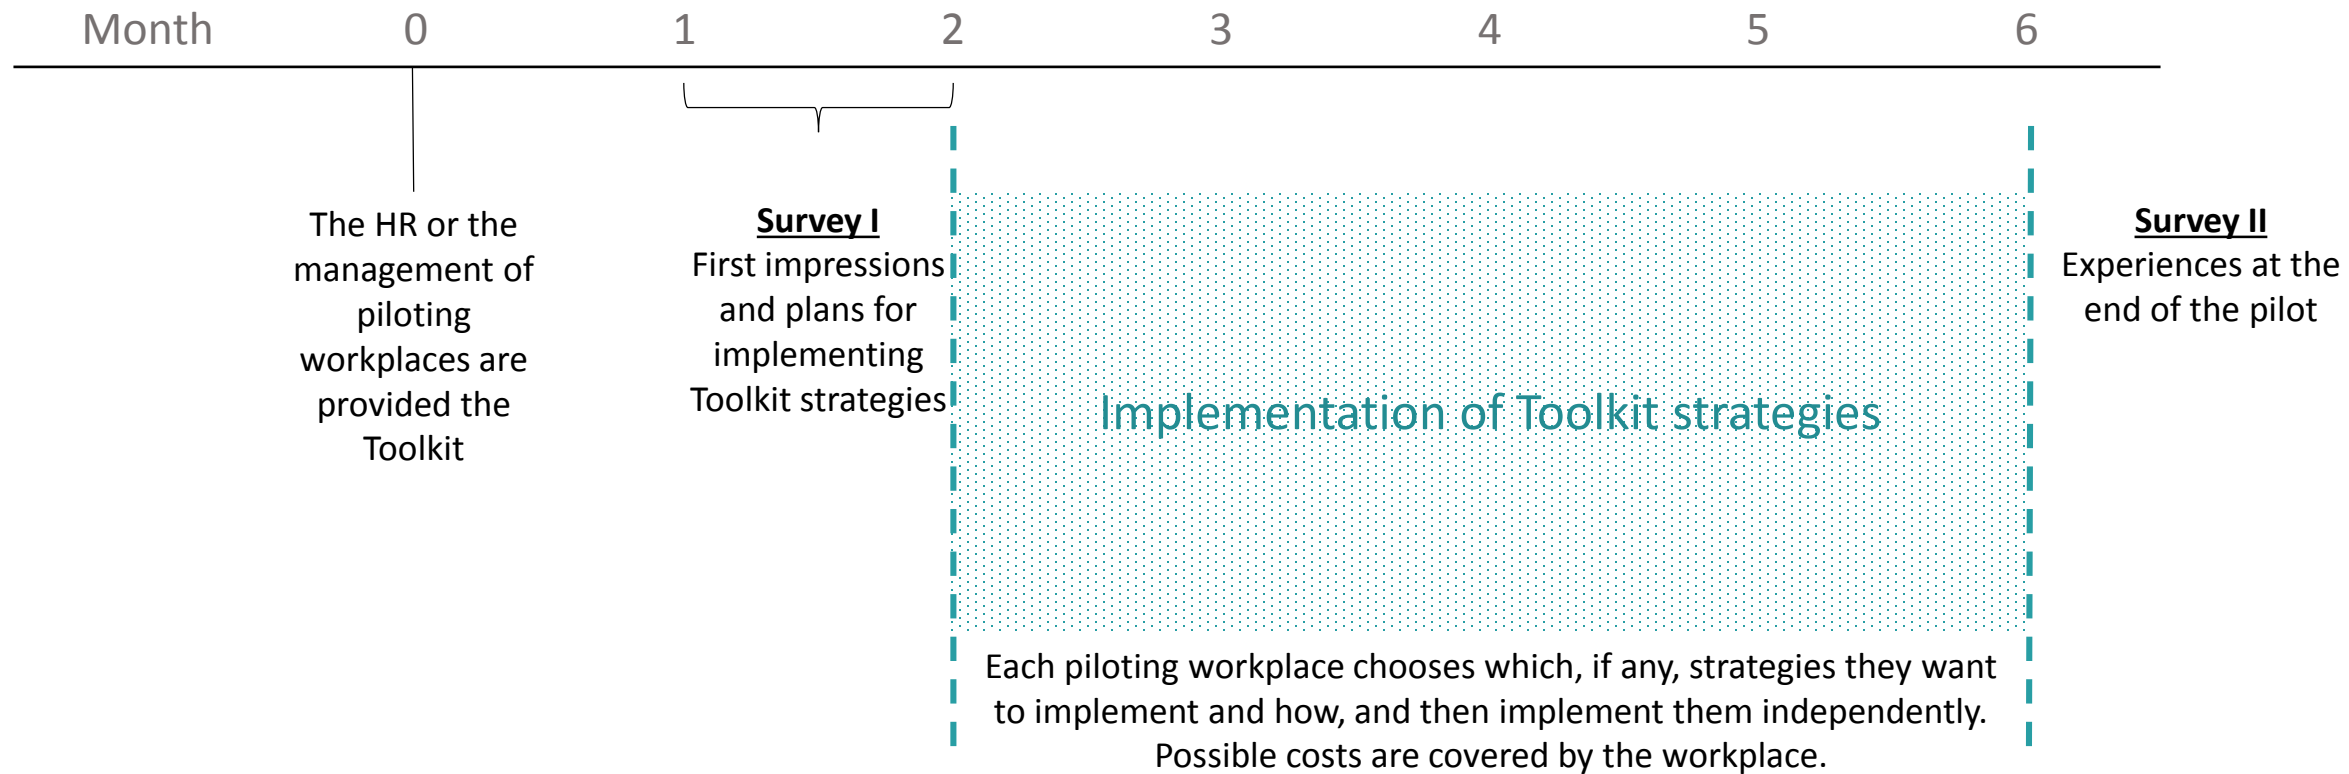 Month 0 1 2 3 4 5 6
The HR or the
management of
piloting
workplaces are
provided the
Toolkit
Survey I
First impressions
and plans for
implementing
Toolkit strategies
Implementation of Toolkit strategies
Each piloting workplace chooses which, if any, strategies they want
to implement and how, and then implement them independently.
Possible costs are covered by the workplace.
Survey II
Experiences at the
end of the pilot